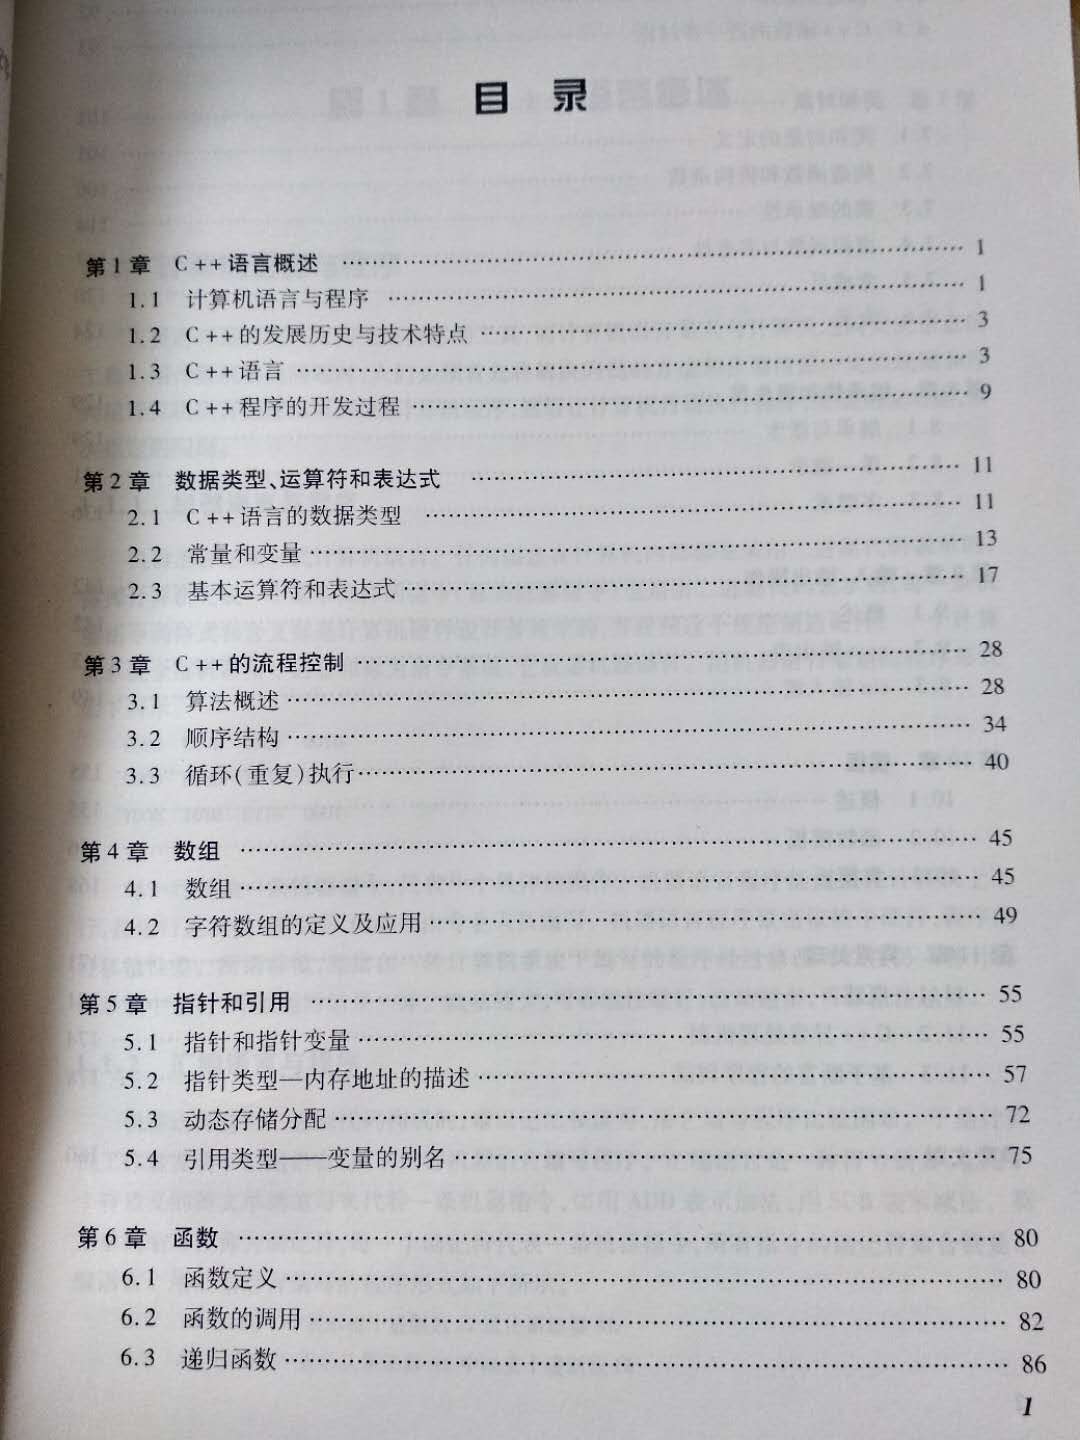 目 录
第1章 C++语言概述 …………………… 1
1.1 计算机语言与程序 …………………… 1
1.2 C++的发展历史与技术特点 …………………… 3
1.3 C++语言 …………………… 3
1.4 C++程序的开发过程 …………………… 9
第2章 数据类型、运算符和表达式 …………………… 11
2.1 C++语言的数据类型 …………………… 11
2.2 常量和变量 …………………… 13
2.3 基本运算符和表达式 …………………… 17
第3章 C++的流程控制 …………………… 28
3.1 算法概述 …………………… 28
3.2 顺序结构 …………………… 34
3.3 循环(重复)执行 …………………… 40
第4章 数组 …………………… 45
4.1 数组 …………………… 45
4.2 字符数组的定义及应用 …………………… 49
第5章 指针和引用 …………………… 55
5.1 指针和指针变量 …………………… 55
5.2 指针类型—内存地址的描述 …………………… 57
5.3 动态存储分配 …………………… 72
5.4 引用类型——变量的别名 …………………… 75
第6章 函数 …………………… 80
6.1 函数定义 …………………… 80
6.2 函数的调用 …………………… 82
6.3 递归函数 …………………… 86
1